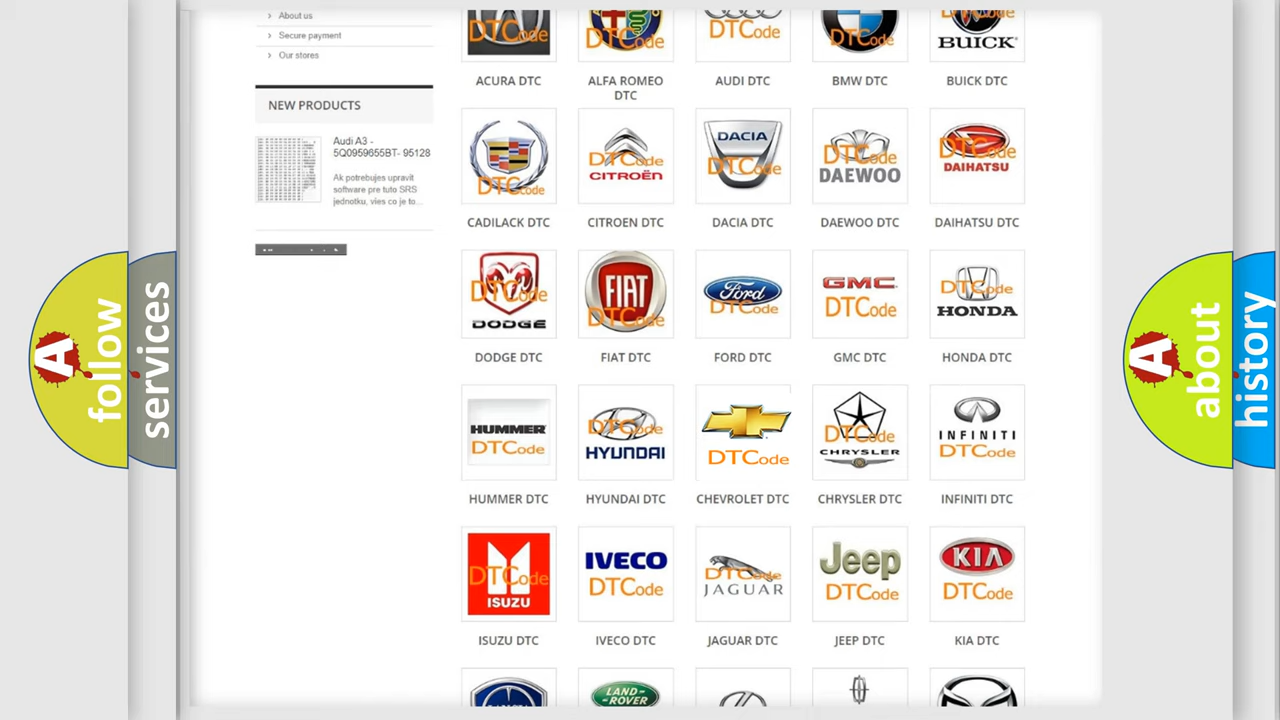 About us
Secure payment
Our stores
NEW PRODUCTS
Audi A3 -
5Q0959655BT- 95128
Ak potrebujes upravit
software pre tuto SRS
jednotku, vies co je to...
DTCode DTCode DTCode DTCode BUICK
ACURA DTC ALFA ROMEO DTC AUDI DTC BMW DTC BUICK DTC
DTCode DTCode CITROËN DACIA DTCode DTCode DAEWOO DTCode DAIHATSU
CADILACK DTC CITROEN DTC DACIA DTC DAEWOO DTC DAIHATSU DTC
DTCode DODGE FIAT DTCode Ford DTCode GMC DTCode DTCode HONDA
DODGE DTC FIAT DTC FORD DTC GMC DTC HONDA DTC
HUMMER DTCode DTCode HYUNDAI DTCode DTCode CHRYSLER INFINITI DTCode
HUMMER DTC HYUNDAI DTC CHEVROLET DTC CHRYSLER DTC INFINITI DTC
DTCode ISUZU IVECO DTCode DTCode JAGUAR Jeep DTCode KIA DTCode
ISUZU DTC IVECO DTC JAGUAR DTC JEEP DTC KIA DTC
LAND-
ROVER
A follow
services
A about
history